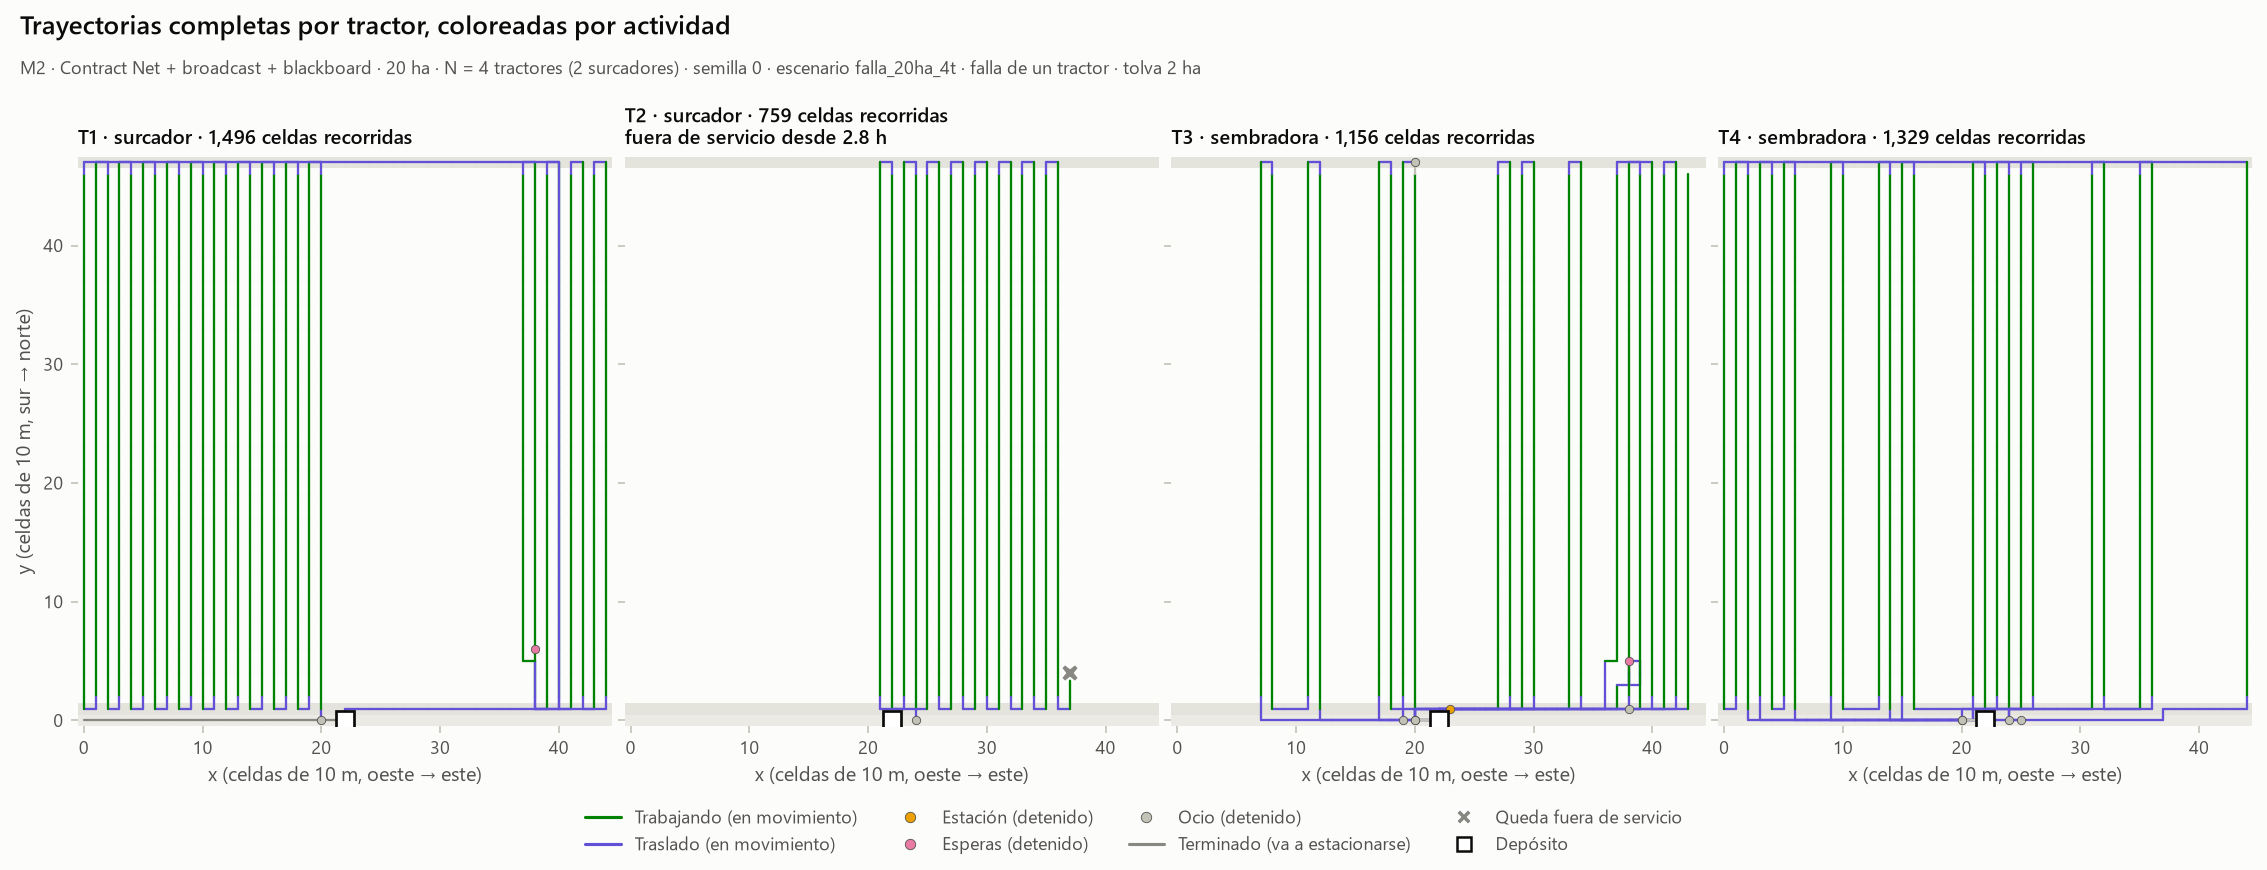 Trayectorias completas por tractor, coloreadas por actividad
M2 · Contract Net + broadcast + blackboard · 20 ha · N = 4 tractores (2 surcadores) · semilla 0 · escenario falla_20ha_4t · falla de un tractor · tolva 2 ha
T1 · surcador · 1,496 celdas recorridas
T2 · surcador · 759 celdas recorridas
fuera de servicio desde 2.8 h
T3 · sembradora · 1,156 celdas recorridas
T4 · sembradora · 1,329 celdas recorridas
y (celdas de 10 m, sur → norte)
40
30
20
10
0
0 10 20 30 40
0 10 20 30 40
0 10 20 30 40
0 10 20 30 40
x (celdas de 10 m, oeste → este)
x (celdas de 10 m, oeste → este)
x (celdas de 10 m, oeste → este)
x (celdas de 10 m, oeste → este)
Trabajando (en movimiento)
Traslado (en movimiento)
Estación (detenido)
Esperas (detenido)
Ocio (detenido)
Terminado (va a estacionarse)
Queda fuera de servicio
Depósito